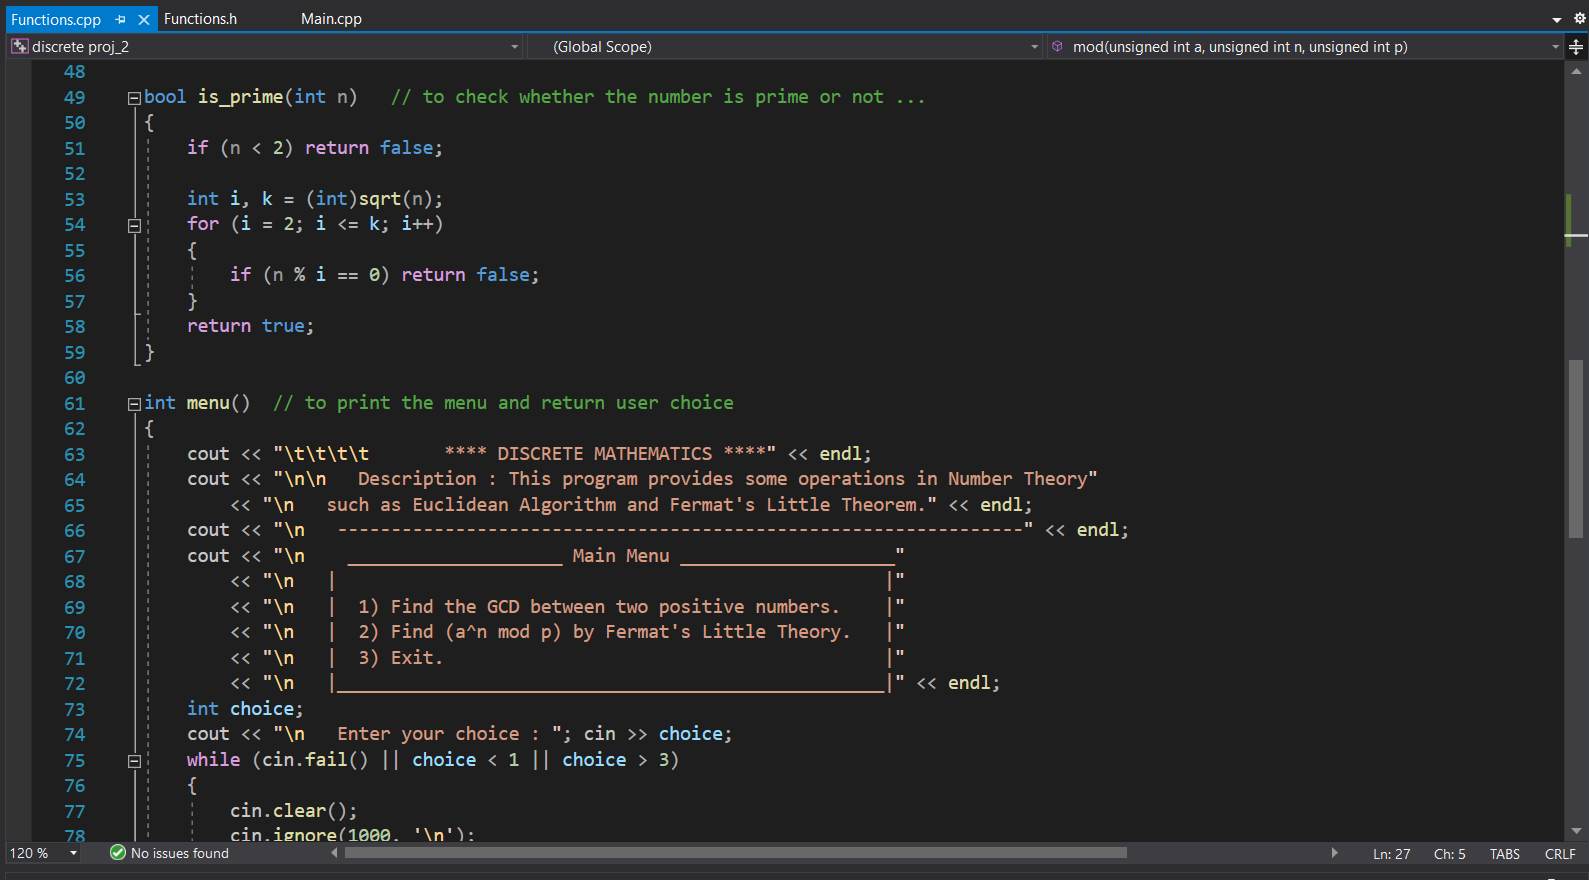 Functions.cpp Functions.h Main.cpp
discrete proj_2 (Global Scope) mod(unsigned int a, unsigned int n, unsigned int p)
48
49 bool is_prime(int n)   // to check whether the number is prime or not ...
50 {
51     if (n < 2) return false;
52
53     int i, k = (int)sqrt(n);
54     for (i = 2; i <= k; i++)
55     {
56         if (n % i == 0) return false;
57     }
58     return true;
59 }
60
61 int menu()  // to print the menu and return user choice
62 {
63     cout << "\t\t\t\t       **** DISCRETE MATHEMATICS ****" << endl;
64     cout << "\n\n   Description : This program provides some operations in Number Theory"
65         << "\n   such as Euclidean Algorithm and Fermat's Little Theorem." << endl;
66     cout << "\n   ----------------------------------------------------------------" << endl;
67     cout << "\n    ____________________ Main Menu ____________________"
68         << "\n   |                                                   |"
69         << "\n   |  1) Find the GCD between two positive numbers.    |"
70         << "\n   |  2) Find (a^n mod p) by Fermat's Little Theory.   |"
71         << "\n   |  3) Exit.                                         |"
72         << "\n   |___________________________________________________|" << endl;
73     int choice;
74     cout << "\n   Enter your choice : "; cin >> choice;
75     while (cin.fail() || choice < 1 || choice > 3)
76     {
77         cin.clear();
78         cin.ignore(1000, '\n');
120 % No issues found Ln: 27 Ch: 5 TABS CRLF